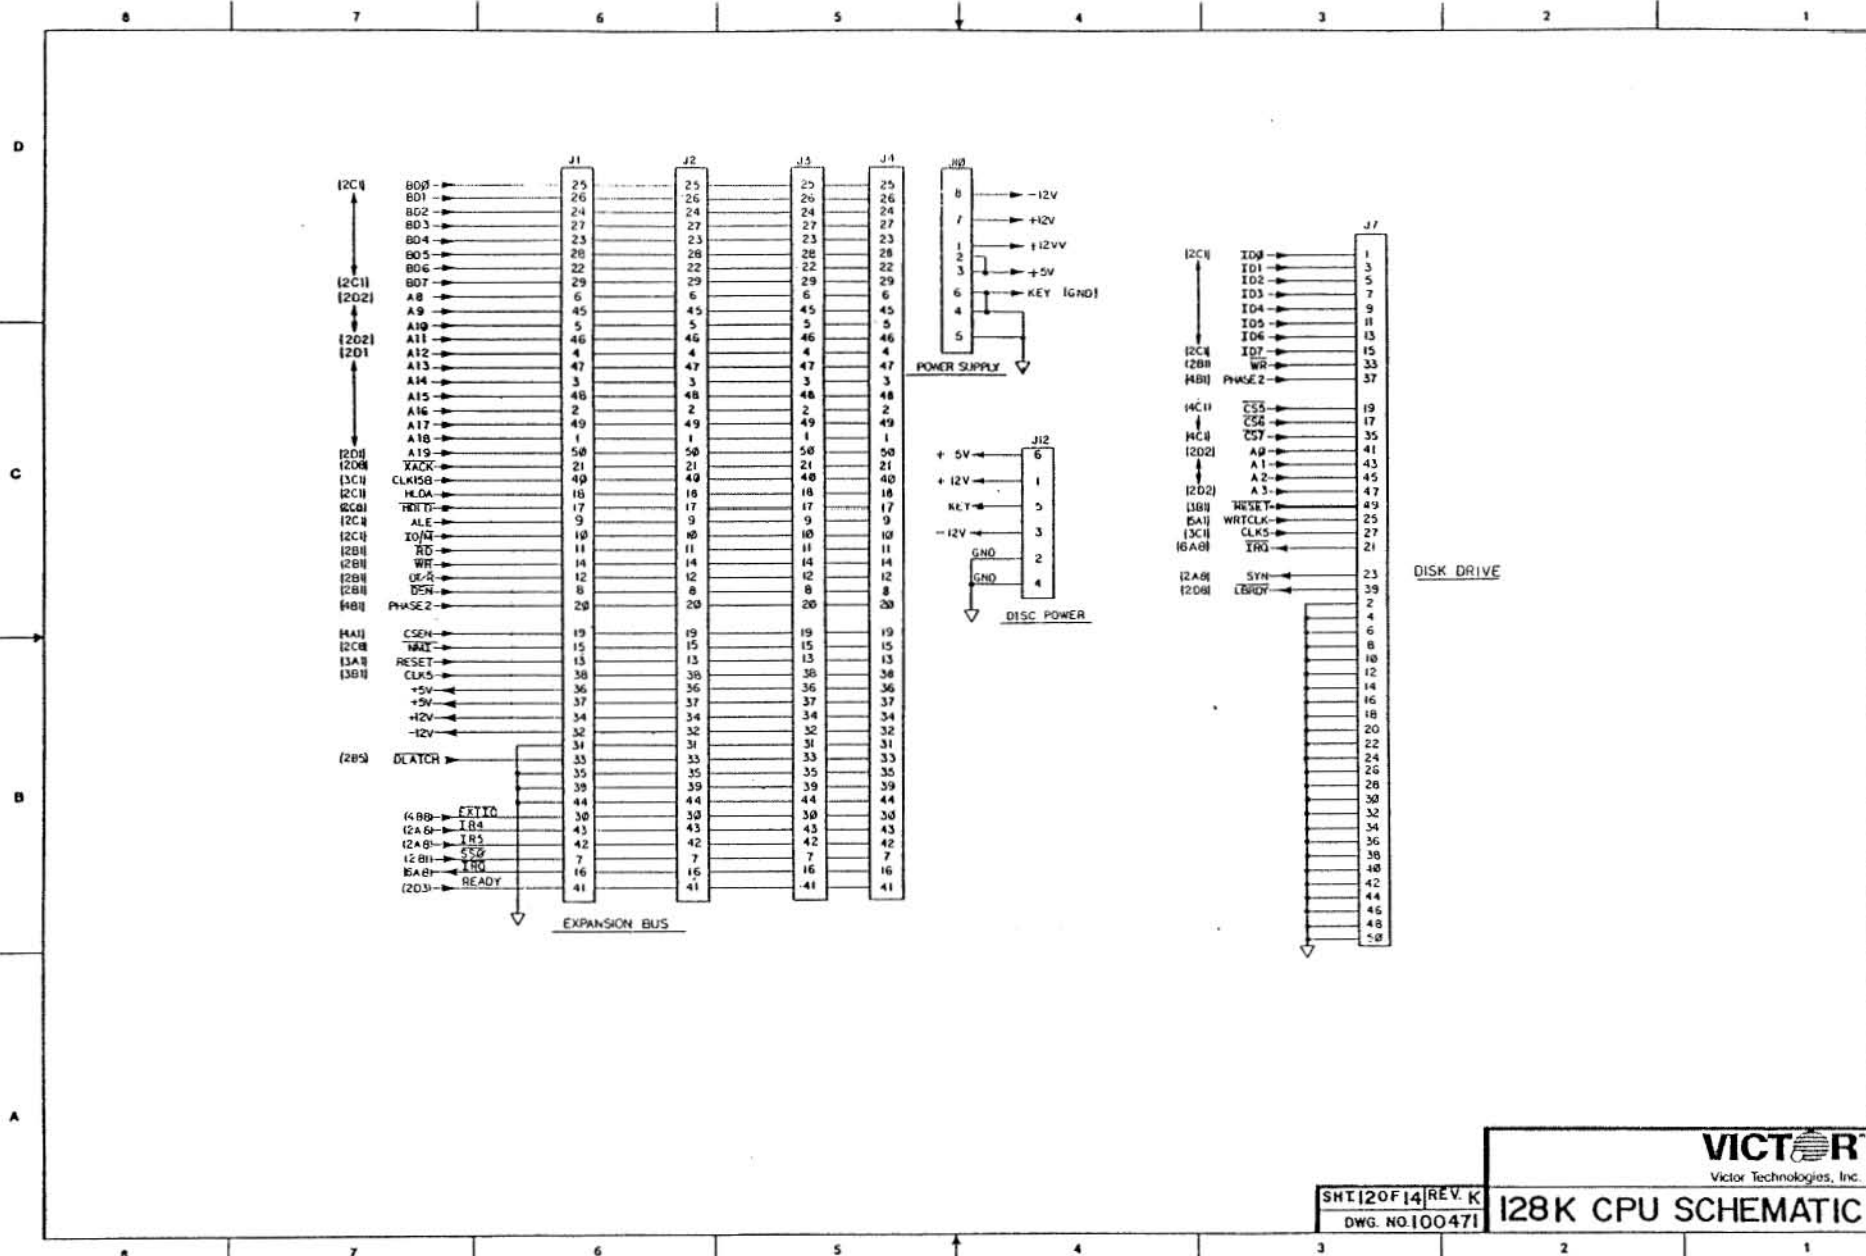 8 7 6 5 4 3 2 1
D
C
B
A
J1 J2 J3 J4
(2C1) BD0 25 25 25 25
BD1 26 26 26 26
BD2 24 24 24 24
BD3 27 27 27 27
BD4 23 23 23 23
BD5 28 28 28 28
BD6 22 22 22 22
(2C1) BD7 29 29 29 29
(2D2) A8 6 6 6 6
A9 45 45 45 45
A10 5 5 5 5
(2D2) A11 46 46 46 46
(2D1 A12 4 4 4 4
A13 47 47 47 47
A14 3 3 3 3
A15 48 48 48 48
A16 2 2 2 2
A17 49 49 49 49
A18 1 1 1 1
(2D1) A19 50 50 50 50
(2D8) XACK 21 21 21 21
(3C1) CLK15B 40 40 40 40
(2C1) HLDA 18 18 18 18
(2C8) HOLD 17 17 17 17
(2C1) ALE 9 9 9 9
(2C1) IO/M 10 10 10 10
(2B1) RD 11 11 11 11
(2B1) WR 14 14 14 14
(2B1) DT/R 12 12 12 12
(2B1) DEN 8 8 8 8
(4B1) PHASE2 20 20 20 20
(4A1) CSEN 19 19 19 19
(2C8) NMI 15 15 15 15
(3A1) RESET 13 13 13 13
(3B1) CLK5 38 38 38 38
+5V 36 36 36 36
+5V 37 37 37 37
+12V 34 34 34 34
-12V 32 32 32 32
31 31 31 31
(2B5) DLATCH 33 33 33 33
35 35 35 35
39 39 39 39
44 44 44 44
(4B8) EXTIO 30 30 30 30
(2A6) IR4 43 43 43 43
(2A8) IR5 42 42 42 42
(2B1) SS0 7 7 7 7
(6A8) IRQ 16 16 16 16
(2D3) READY 41 41 41 41
EXPANSION BUS
J10
8 -12V
7 +12V
1 +12VV
2
3 +5V
6 KEY (GND)
4
5
POWER SUPPLY
J12
+ 5V 6
+ 12V 1
KEY 5
-12V 3
GND 2
GND 4
DISC POWER
J7
(2C1) ID0 1
ID1 3
ID2 5
ID3 7
ID4 9
ID5 11
ID6 13
(2C1) ID7 15
(2B1) WR 33
(4B1) PHASE2 37
(4C1) CS5 19
CS6 17
(4C1) CS7 35
(2D2) A0 41
A1 43
A2 45
(2D2) A3 47
(3B1) RESET 49
(5A1) WRTCLK 25
(3C1) CLK5 27
(6A8) IRQ 21
(2A8) SYN 23
(2D8) LBRDY 39
2
4
6
8
10
12
14
16
18
20
22
24
26
28
30
32
34
36
38
40
42
44
46
48
50
DISK DRIVE
VICTOR
Victor Technologies, Inc.
SHT.12OF14 REV. K
DWG. NO.100471
128K CPU SCHEMATIC
8 7 6 5 4 3 2 1